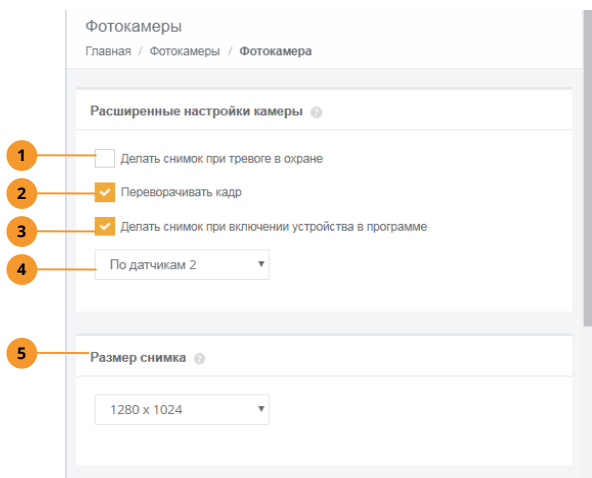 Фотокамеры
Главная / Фотокамеры / Фотокамера
Расширенные настройки камеры ?
1 Делать снимок при тревоге в охране
2 Переворачивать кадр
3 Делать снимок при включении устройства в программе
4 По датчикам 2
5 Размер снимка ?
1280 x 1024